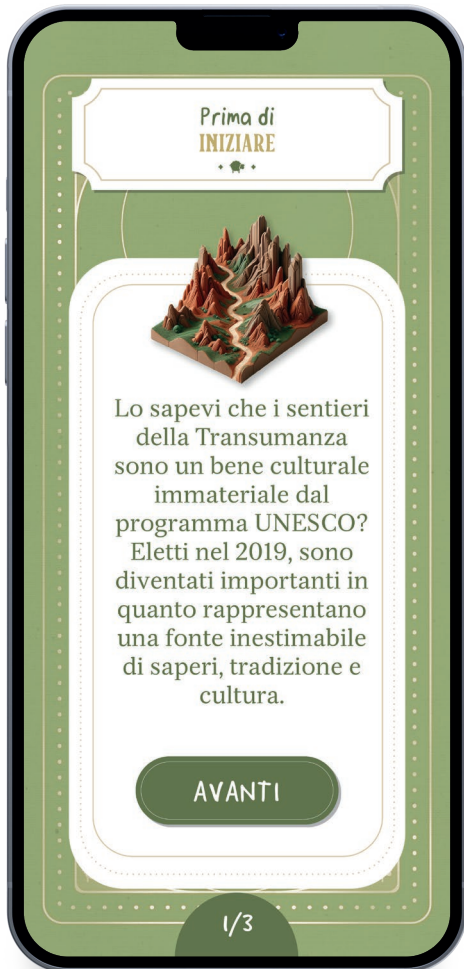 Prima di
INIZIARE
Lo sapevi che i sentieri
della Transumanza
sono un bene culturale
immateriale dal
programma UNESCO?
Eletti nel 2019, sono
diventati importanti in
quanto rappresentano
una fonte inestimabile
di saperi, tradizione e
cultura.
AVANTI
1/3